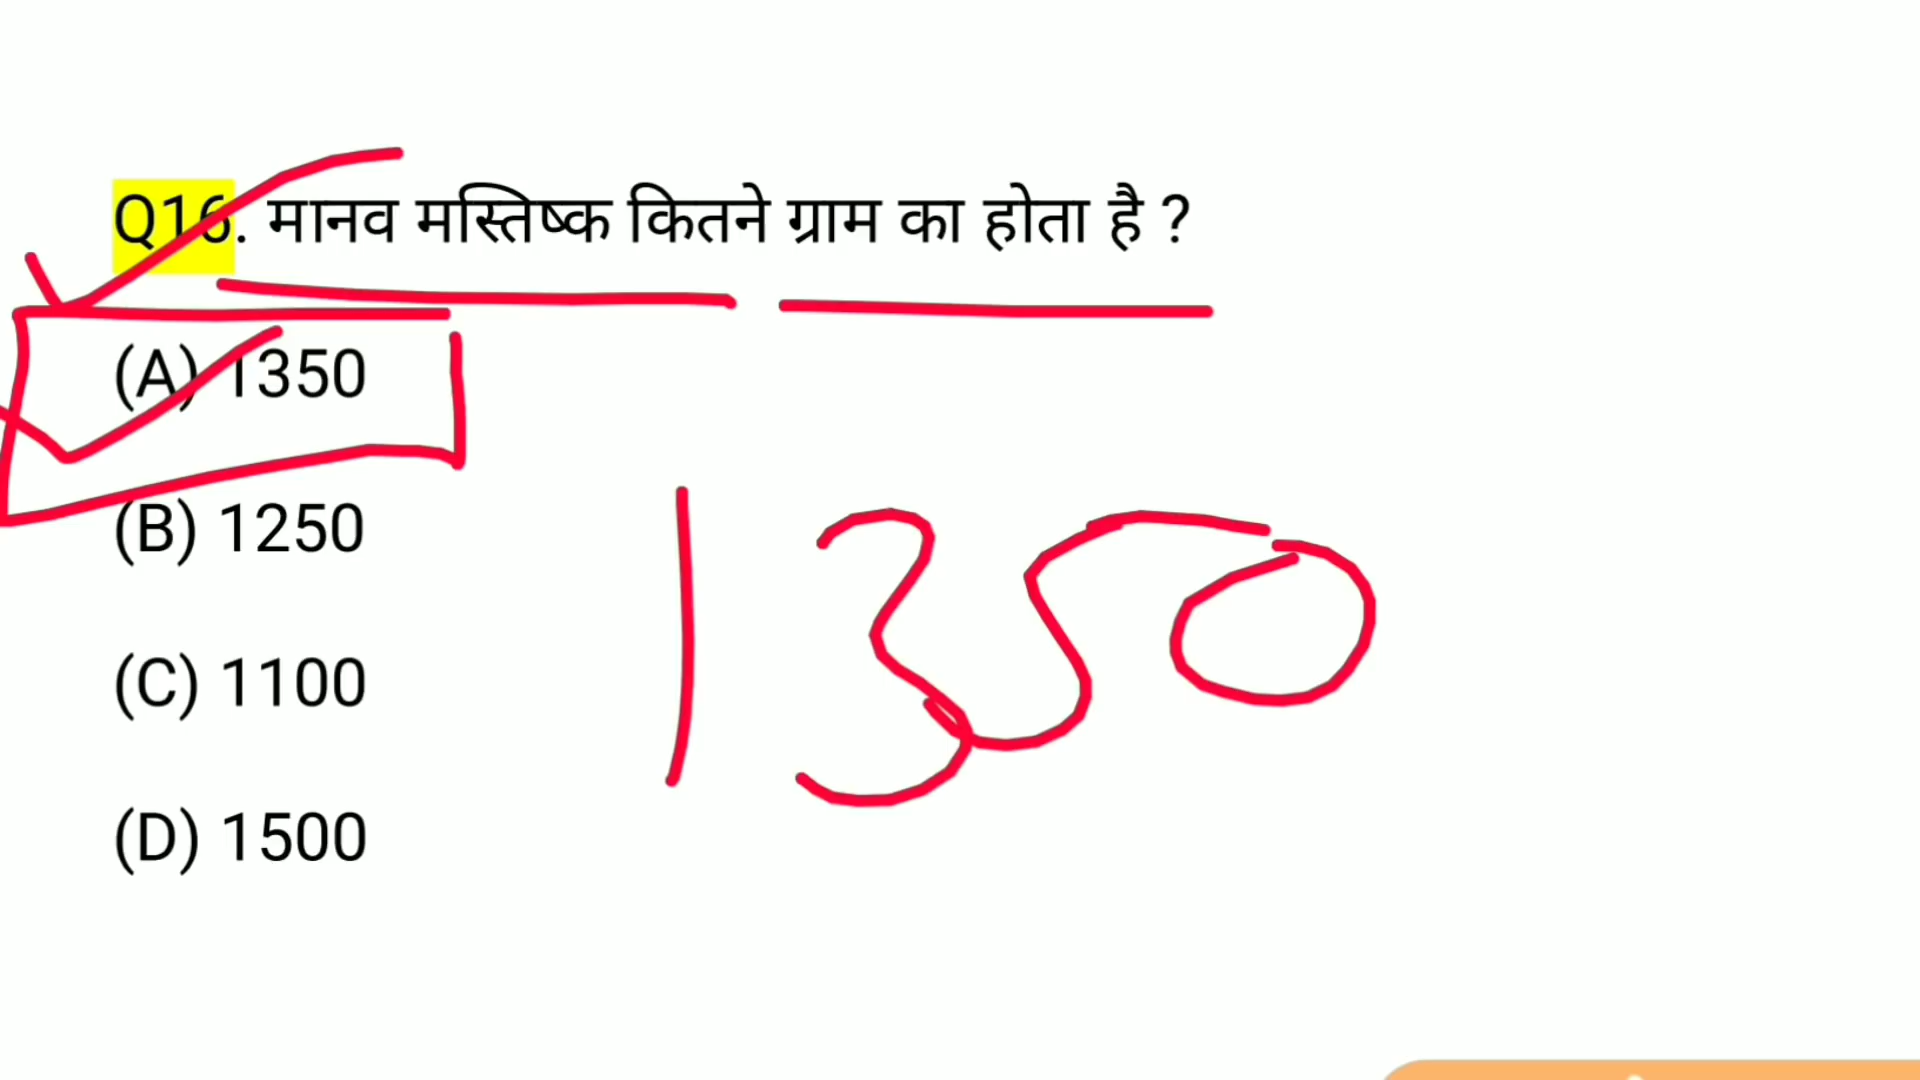 Q16. मानव मस्तिष्क कितने ग्राम का होता है ?
(A) 1350
(B) 1250
(C) 1100
(D) 1500
1350